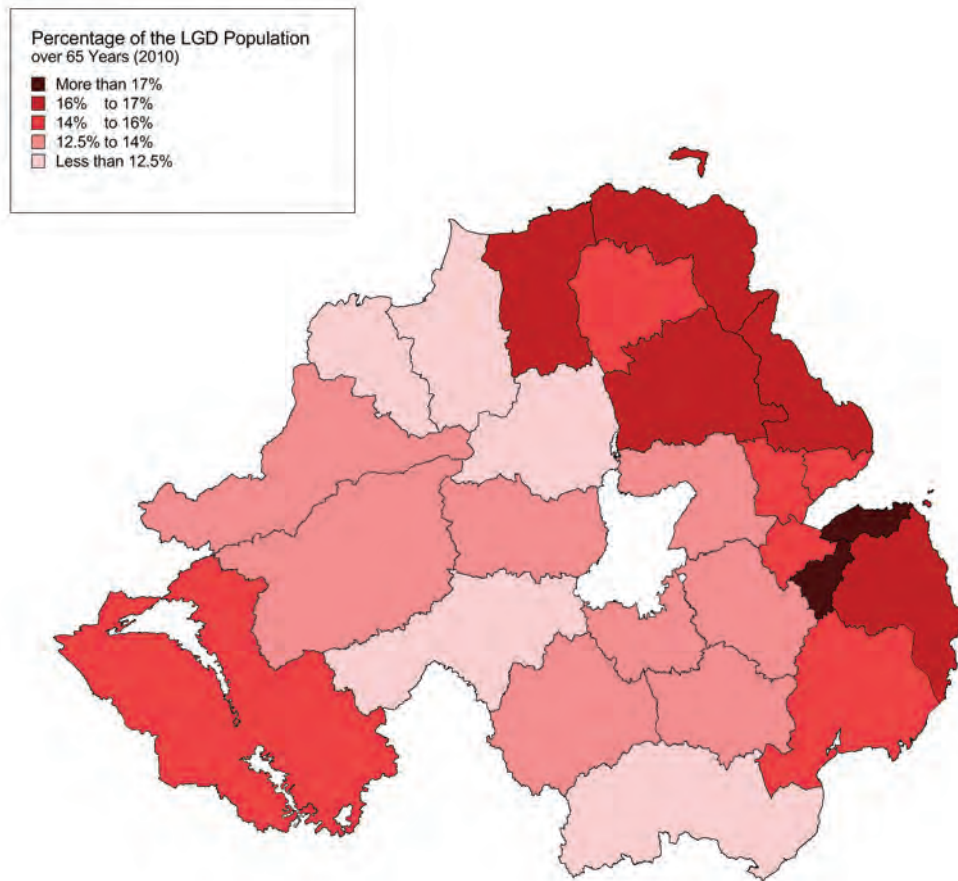 Percentage of the LGD Population
over 65 Years (2010)
More than 17%
16% to 17%
14% to 16%
12.5% to 14%
Less than 12.5%